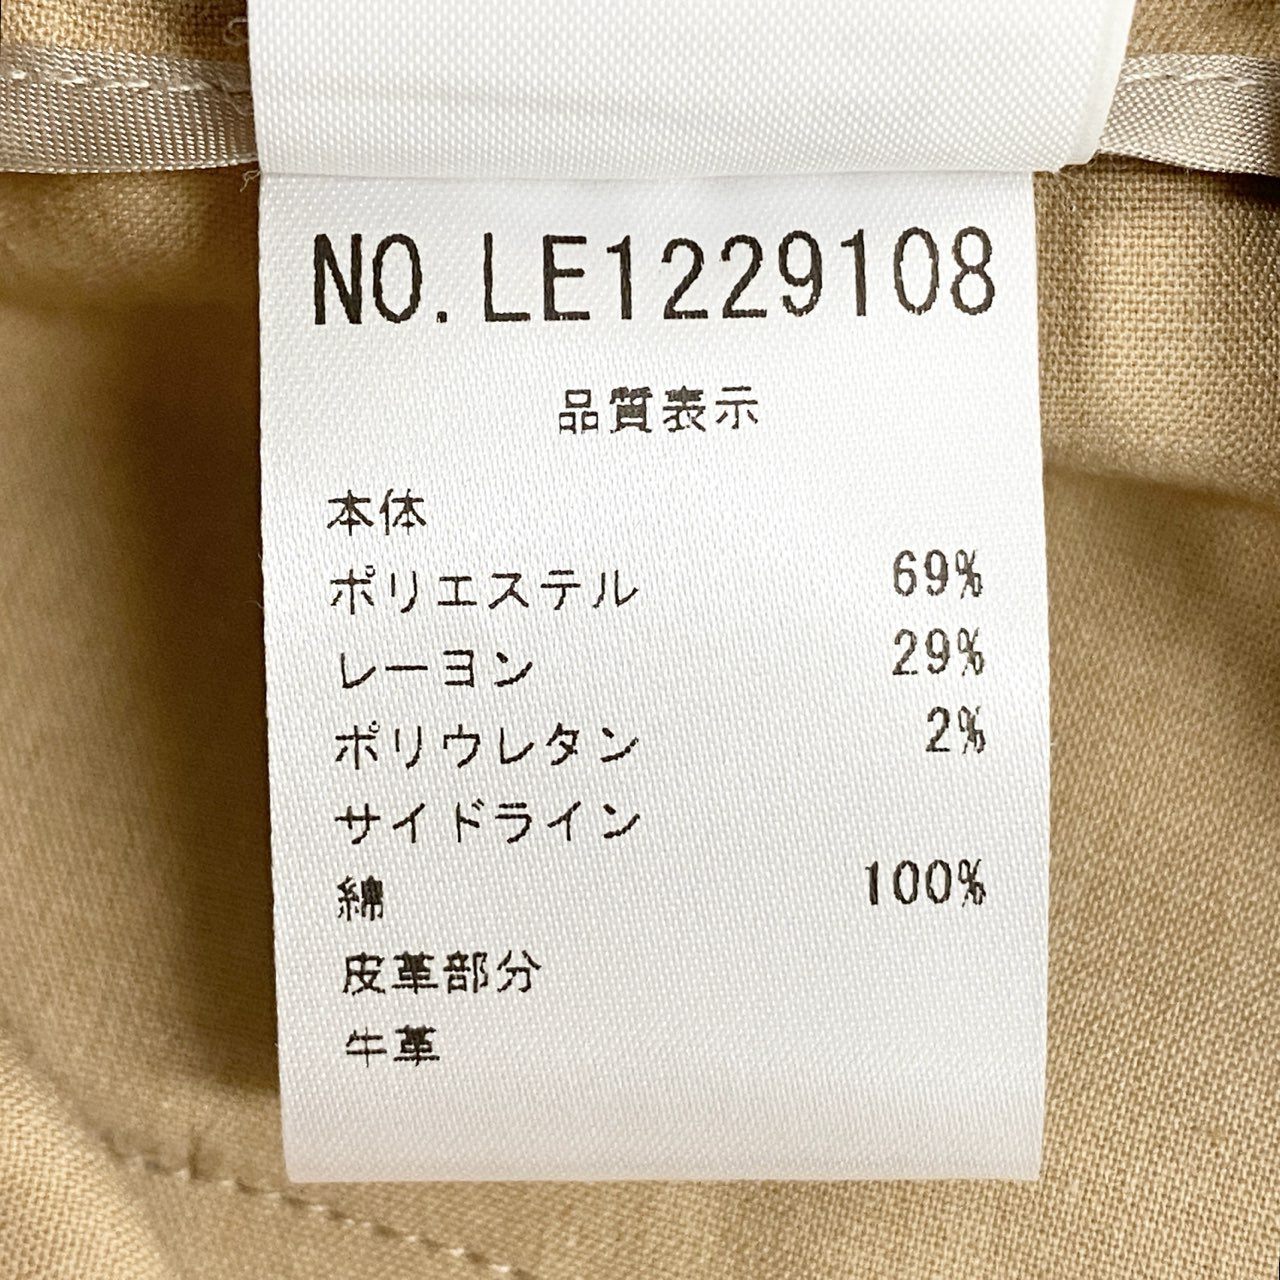 NO.LE1229108
品質表示
本体
ポリエステル 69%
レーヨン 29%
ポリウレタン 2%
サイドライン
綿 100%
皮革部分
牛革